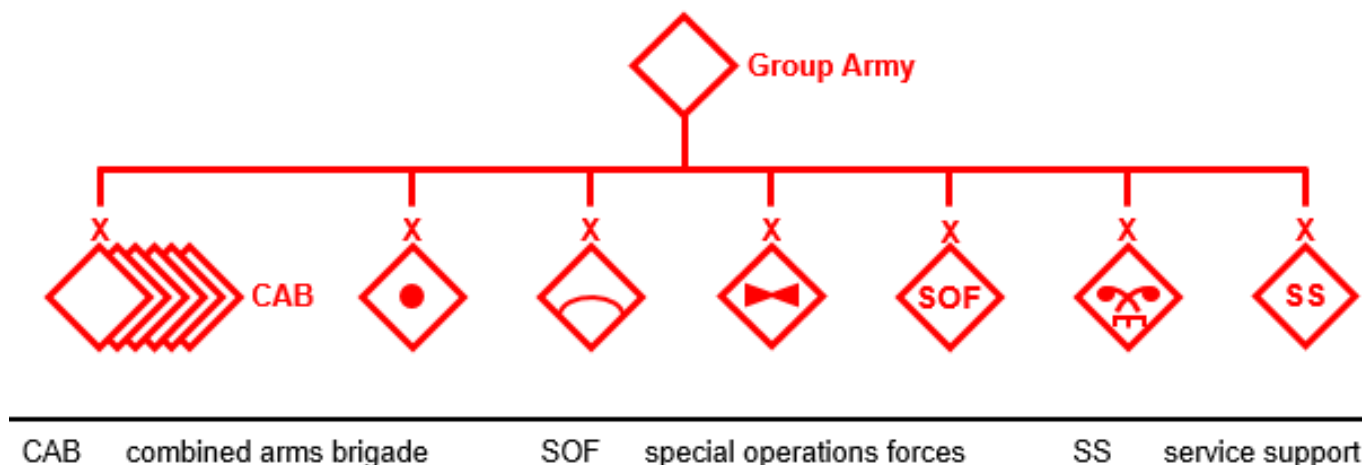 Group Army
X X X X X X X
CAB SOF SS
CAB combined arms brigade SOF special operations forces SS service support